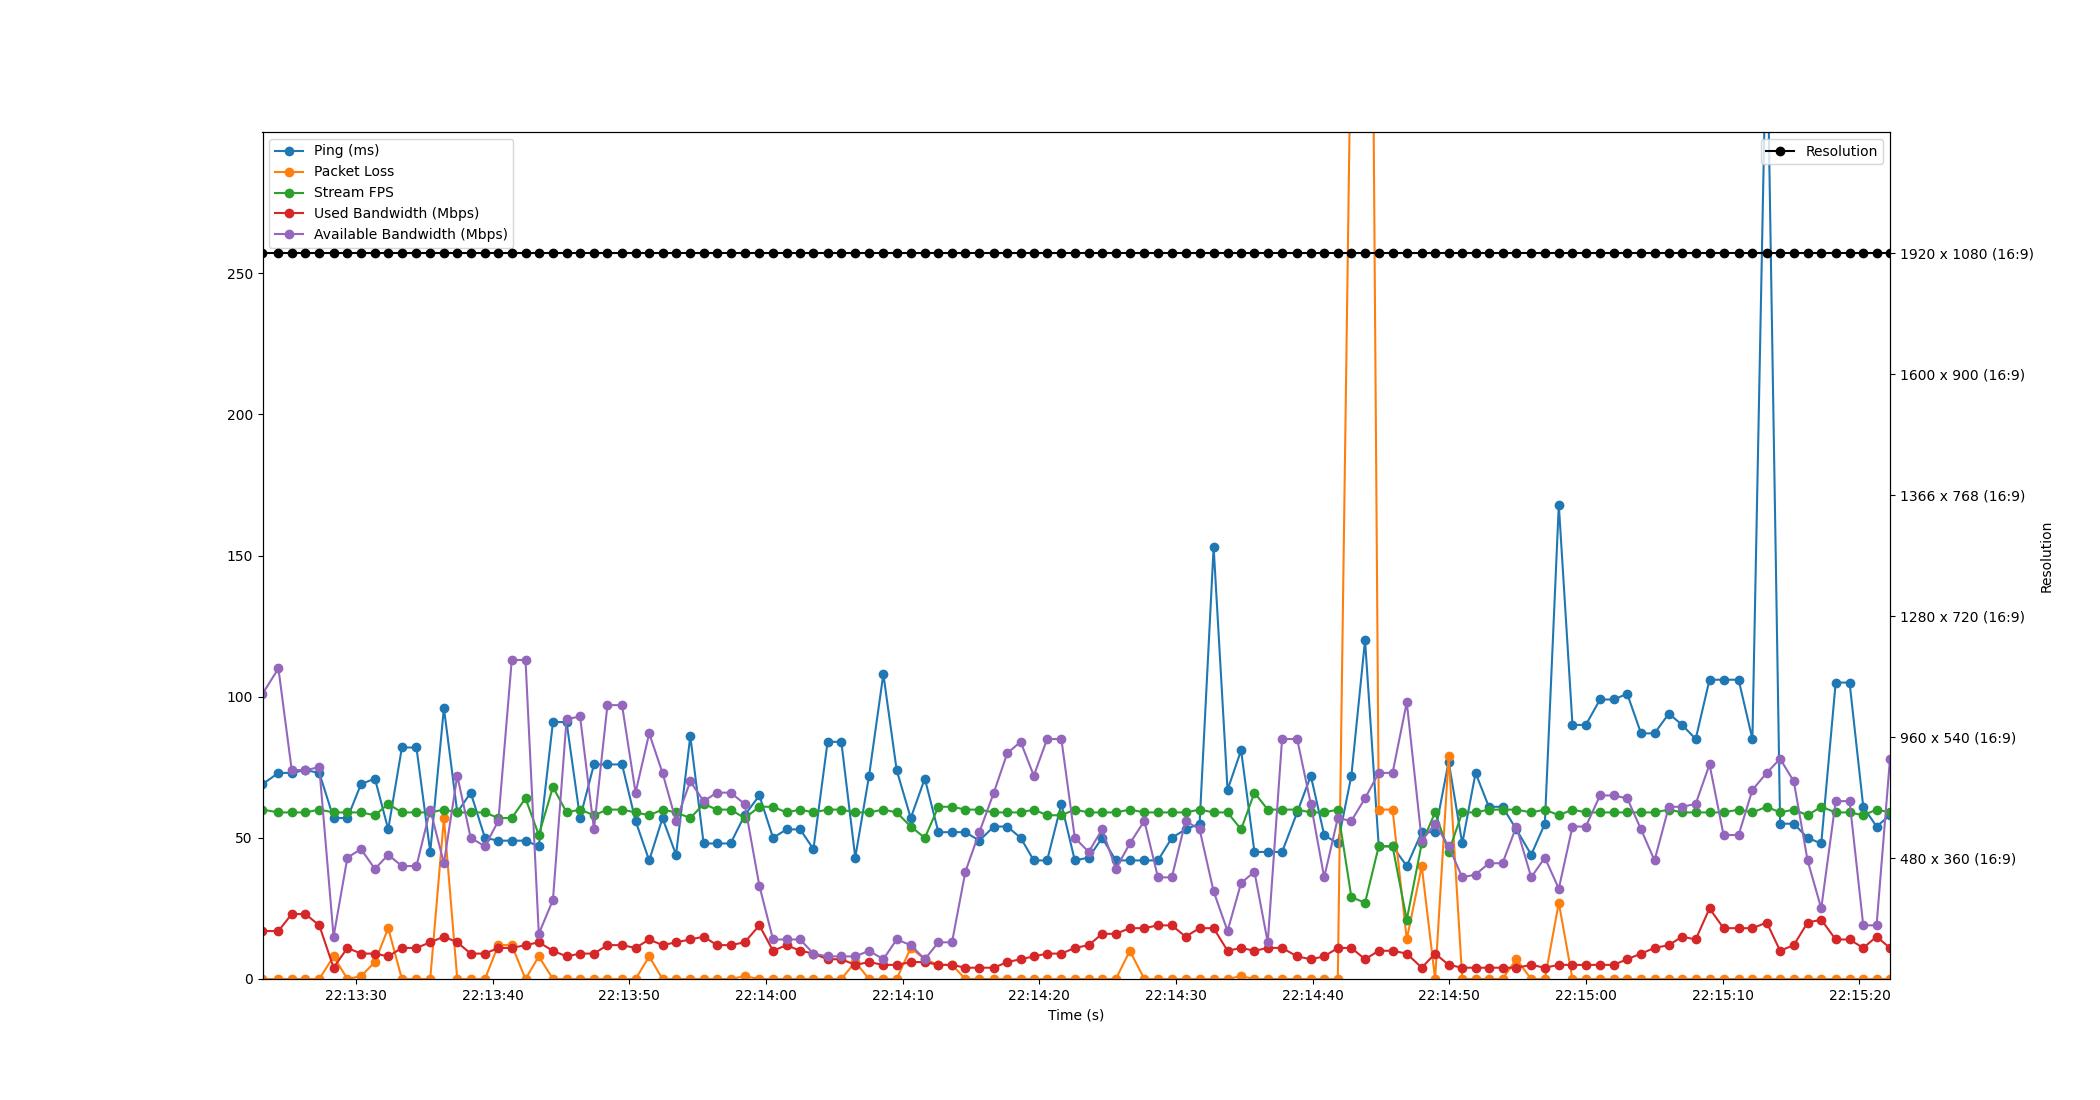 Ping (ms)
Packet Loss
Stream FPS
Used Bandwidth (Mbps)
Available Bandwidth (Mbps)
Resolution
250
200
150
100
50
0
1920 x 1080 (16:9)
1600 x 900 (16:9)
1366 x 768 (16:9)
1280 x 720 (16:9)
960 x 540 (16:9)
480 x 360 (16:9)
Resolution
22:13:30 22:13:40 22:13:50 22:14:00 22:14:10 22:14:20 22:14:30 22:14:40 22:14:50 22:15:00 22:15:10 22:15:20
Time (s)